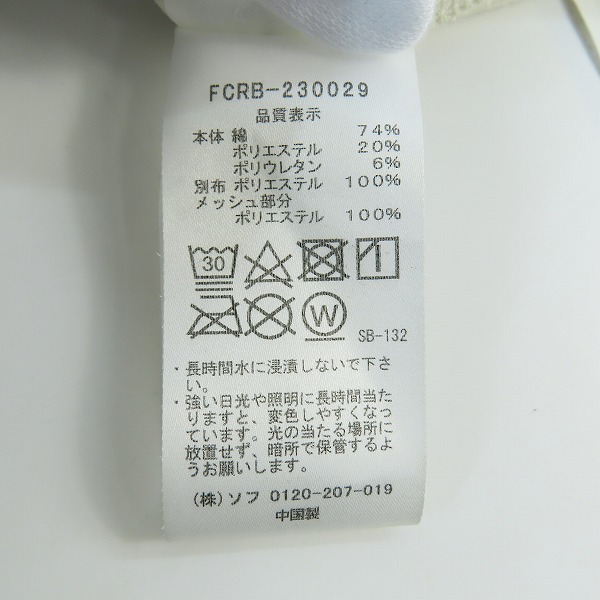 FCRB-230029
品質表示
本体 綿 74%
ポリエステル 20%
ポリウレタン 6%
別布 ポリエステル 100%
メッシュ部分
ポリエステル 100%
30
W
SB-132
・長時間水に浸漬しないで下さ
い。
・強い日光や照明に長時間当た
りますと、変色しやすくなっ
ています。光の当たる場所に
放置せず、暗所で保管するよ
うお願いします。
(株)ソフ 0120-207-019
中国製